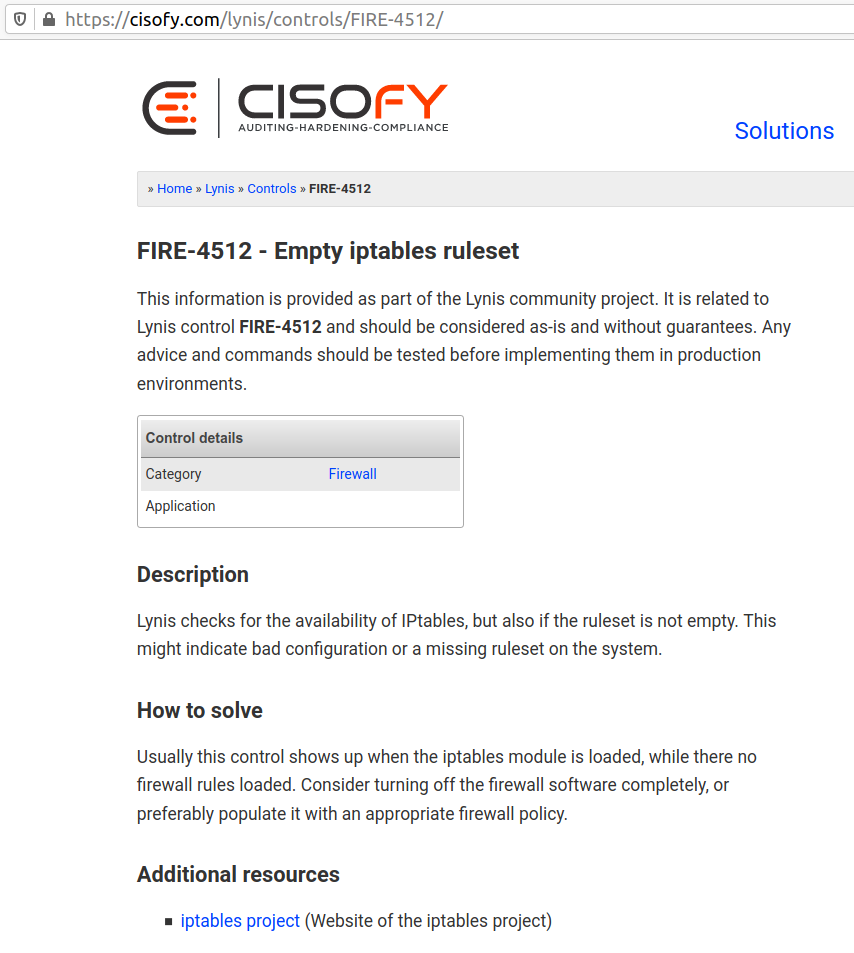 https://cisofy.com/lynis/controls/FIRE-4512/
CISOFY
AUDITING-HARDENING-COMPLIANCE
Solutions
» Home » Lynis » Controls » FIRE-4512
FIRE-4512 - Empty iptables ruleset
This information is provided as part of the Lynis community project. It is related to
Lynis control FIRE-4512 and should be considered as-is and without guarantees. Any
advice and commands should be tested before implementing them in production
environments.
Control details
Category Firewall
Application
Description
Lynis checks for the availability of IPtables, but also if the ruleset is not empty. This
might indicate bad configuration or a missing ruleset on the system.
How to solve
Usually this control shows up when the iptables module is loaded, while there no
firewall rules loaded. Consider turning off the firewall software completely, or
preferably populate it with an appropriate firewall policy.
Additional resources
▪ iptables project (Website of the iptables project)